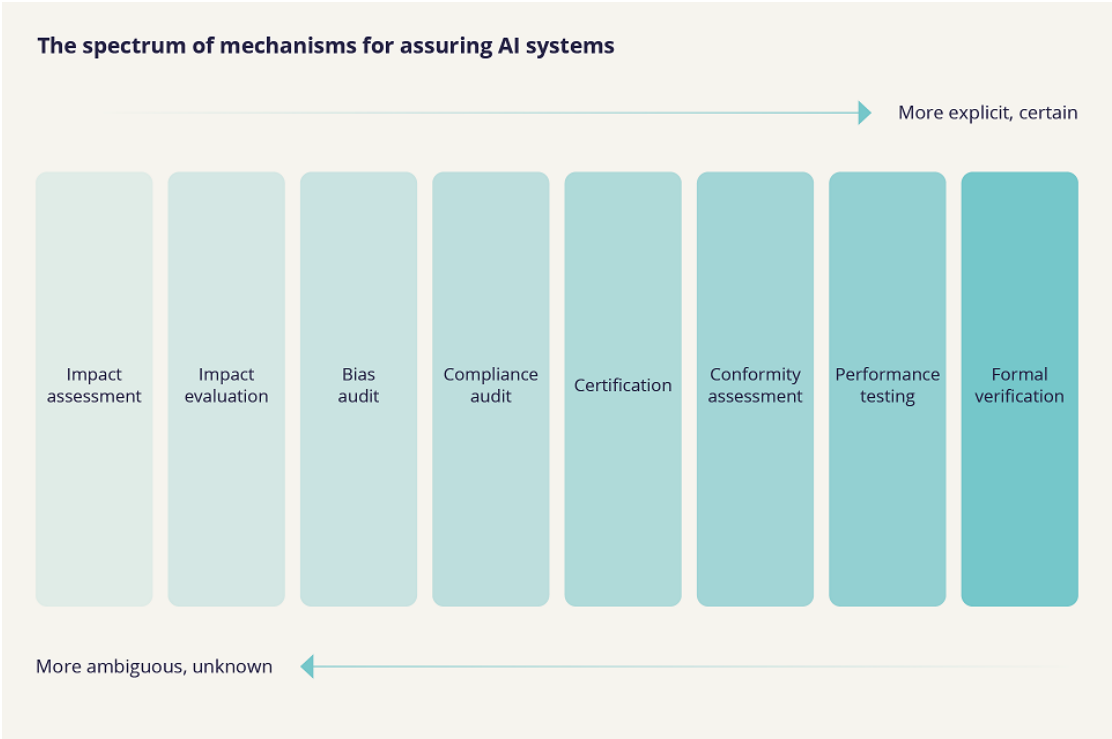 The spectrum of mechanisms for assuring AI systems
More explicit, certain
Impact
assessment
Impact
evaluation
Bias
audit
Compliance
audit
Certification
Conformity
assessment
Performance
testing
Formal
verification
More ambiguous, unknown